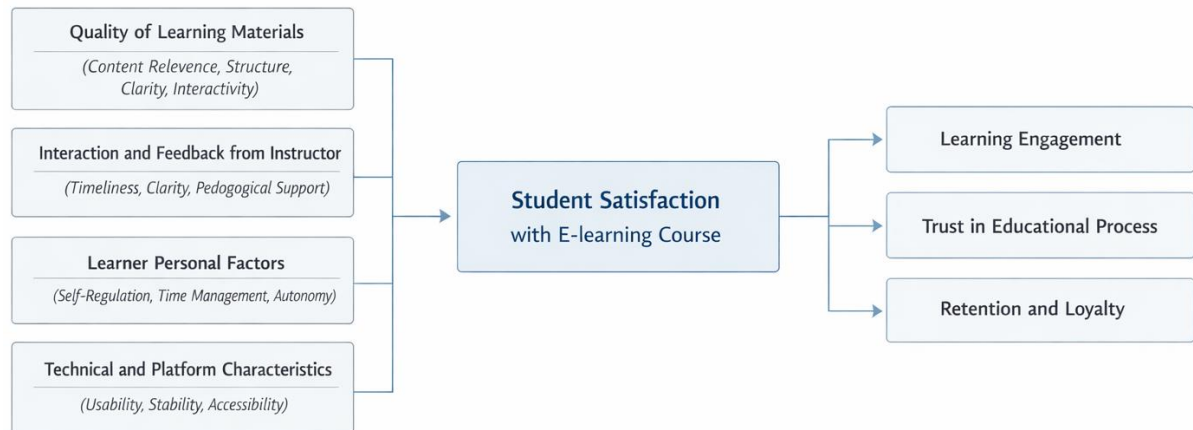 Quality of Learning Materials
(Content Relevence, Structure,
Clarity, Interactivity)
Interaction and Feedback from Instructor
(Timeliness, Clarity, Pedogogical Support)
Learner Personal Factors
(Self-Regulation, Time Management, Autonomy)
Technical and Platform Characteristics
(Usability, Stability, Accessibility)
Student Satisfaction
with E-learning Course
Learning Engagement
Trust in Educational Process
Retention and Loyalty